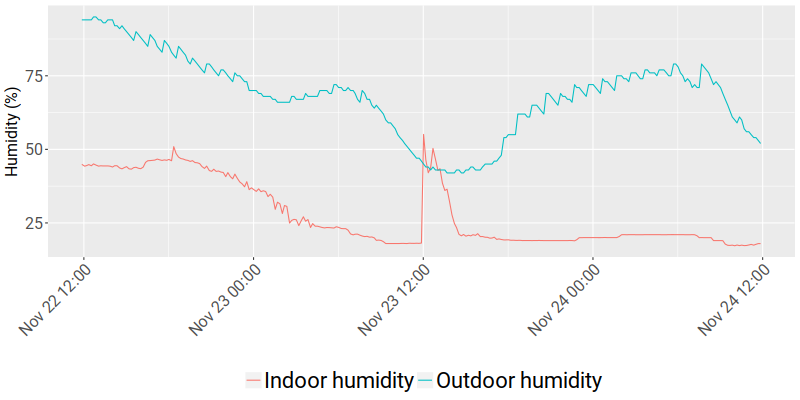 Humidity (%)
75
50
25
Nov 22 12:00
Nov 23 00:00
Nov 23 12:00
Nov 24 00:00
Nov 24 12:00
Indoor humidity
Outdoor humidity